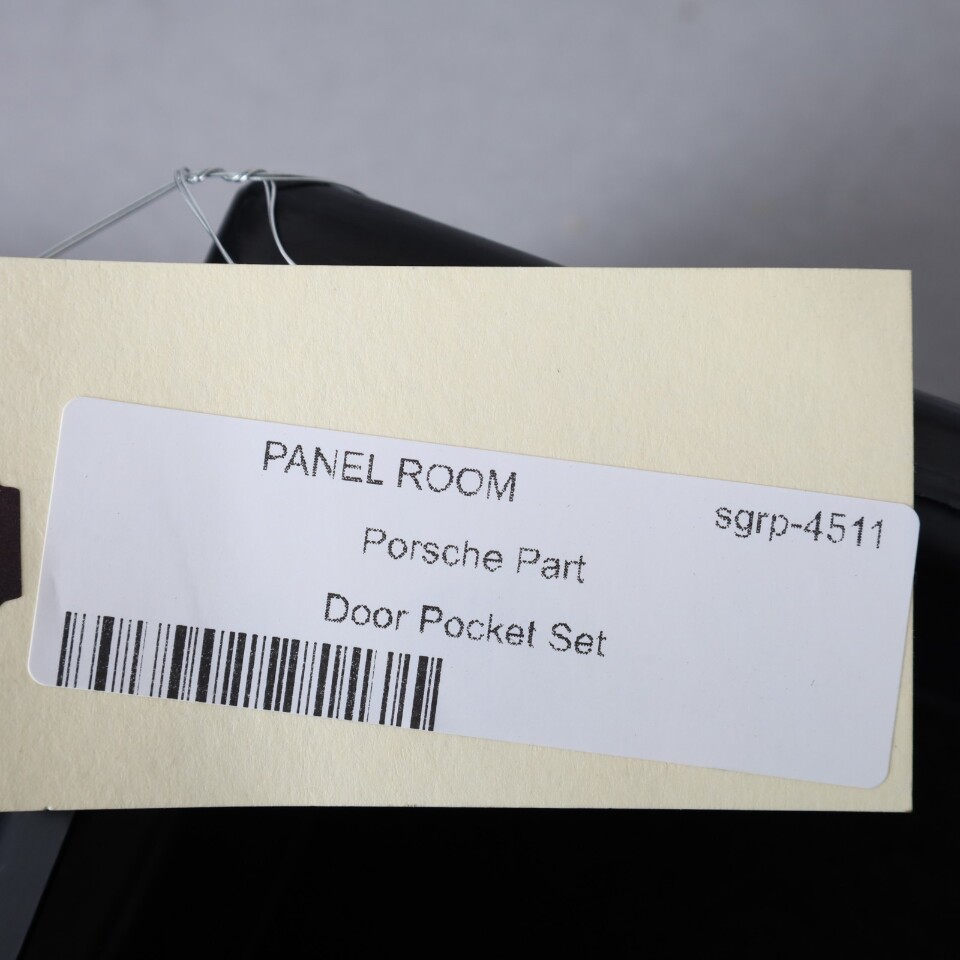 PANEL ROOM
sgrp-4511
Porsche Part
Door Pocket Set